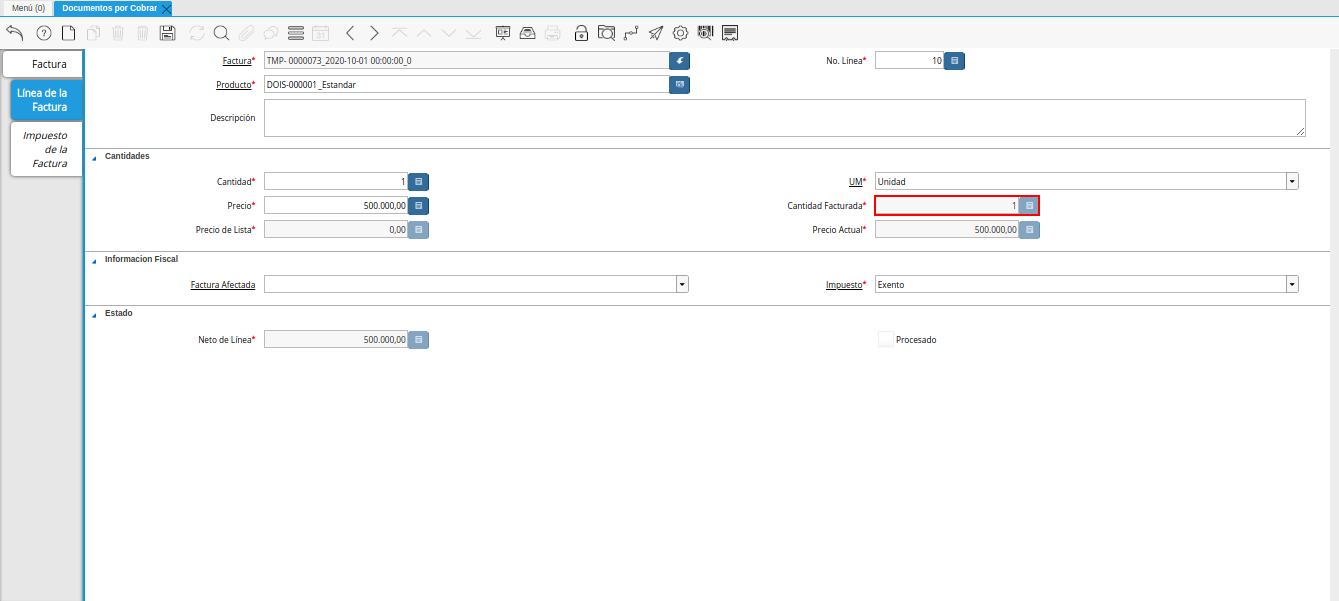 Menú (0) Documentos por Cobrar
Factura
Línea de la
Factura
Impuesto
de la
Factura
Factura* TMP- 0000073_2020-10-01 00:00:00_0 No. Línea* 10
Producto* DOIS-000001_Estandar
Descripción
Cantidades
Cantidad* 1 UM* Unidad
Precio* 500.000,00 Cantidad Facturada* 1
Precio de Lista* 0,00 Precio Actual* 500.000,00
Informacion Fiscal
Factura Afectada Impuesto* Exento
Estado
Neto de Línea* 500.000,00 Procesado